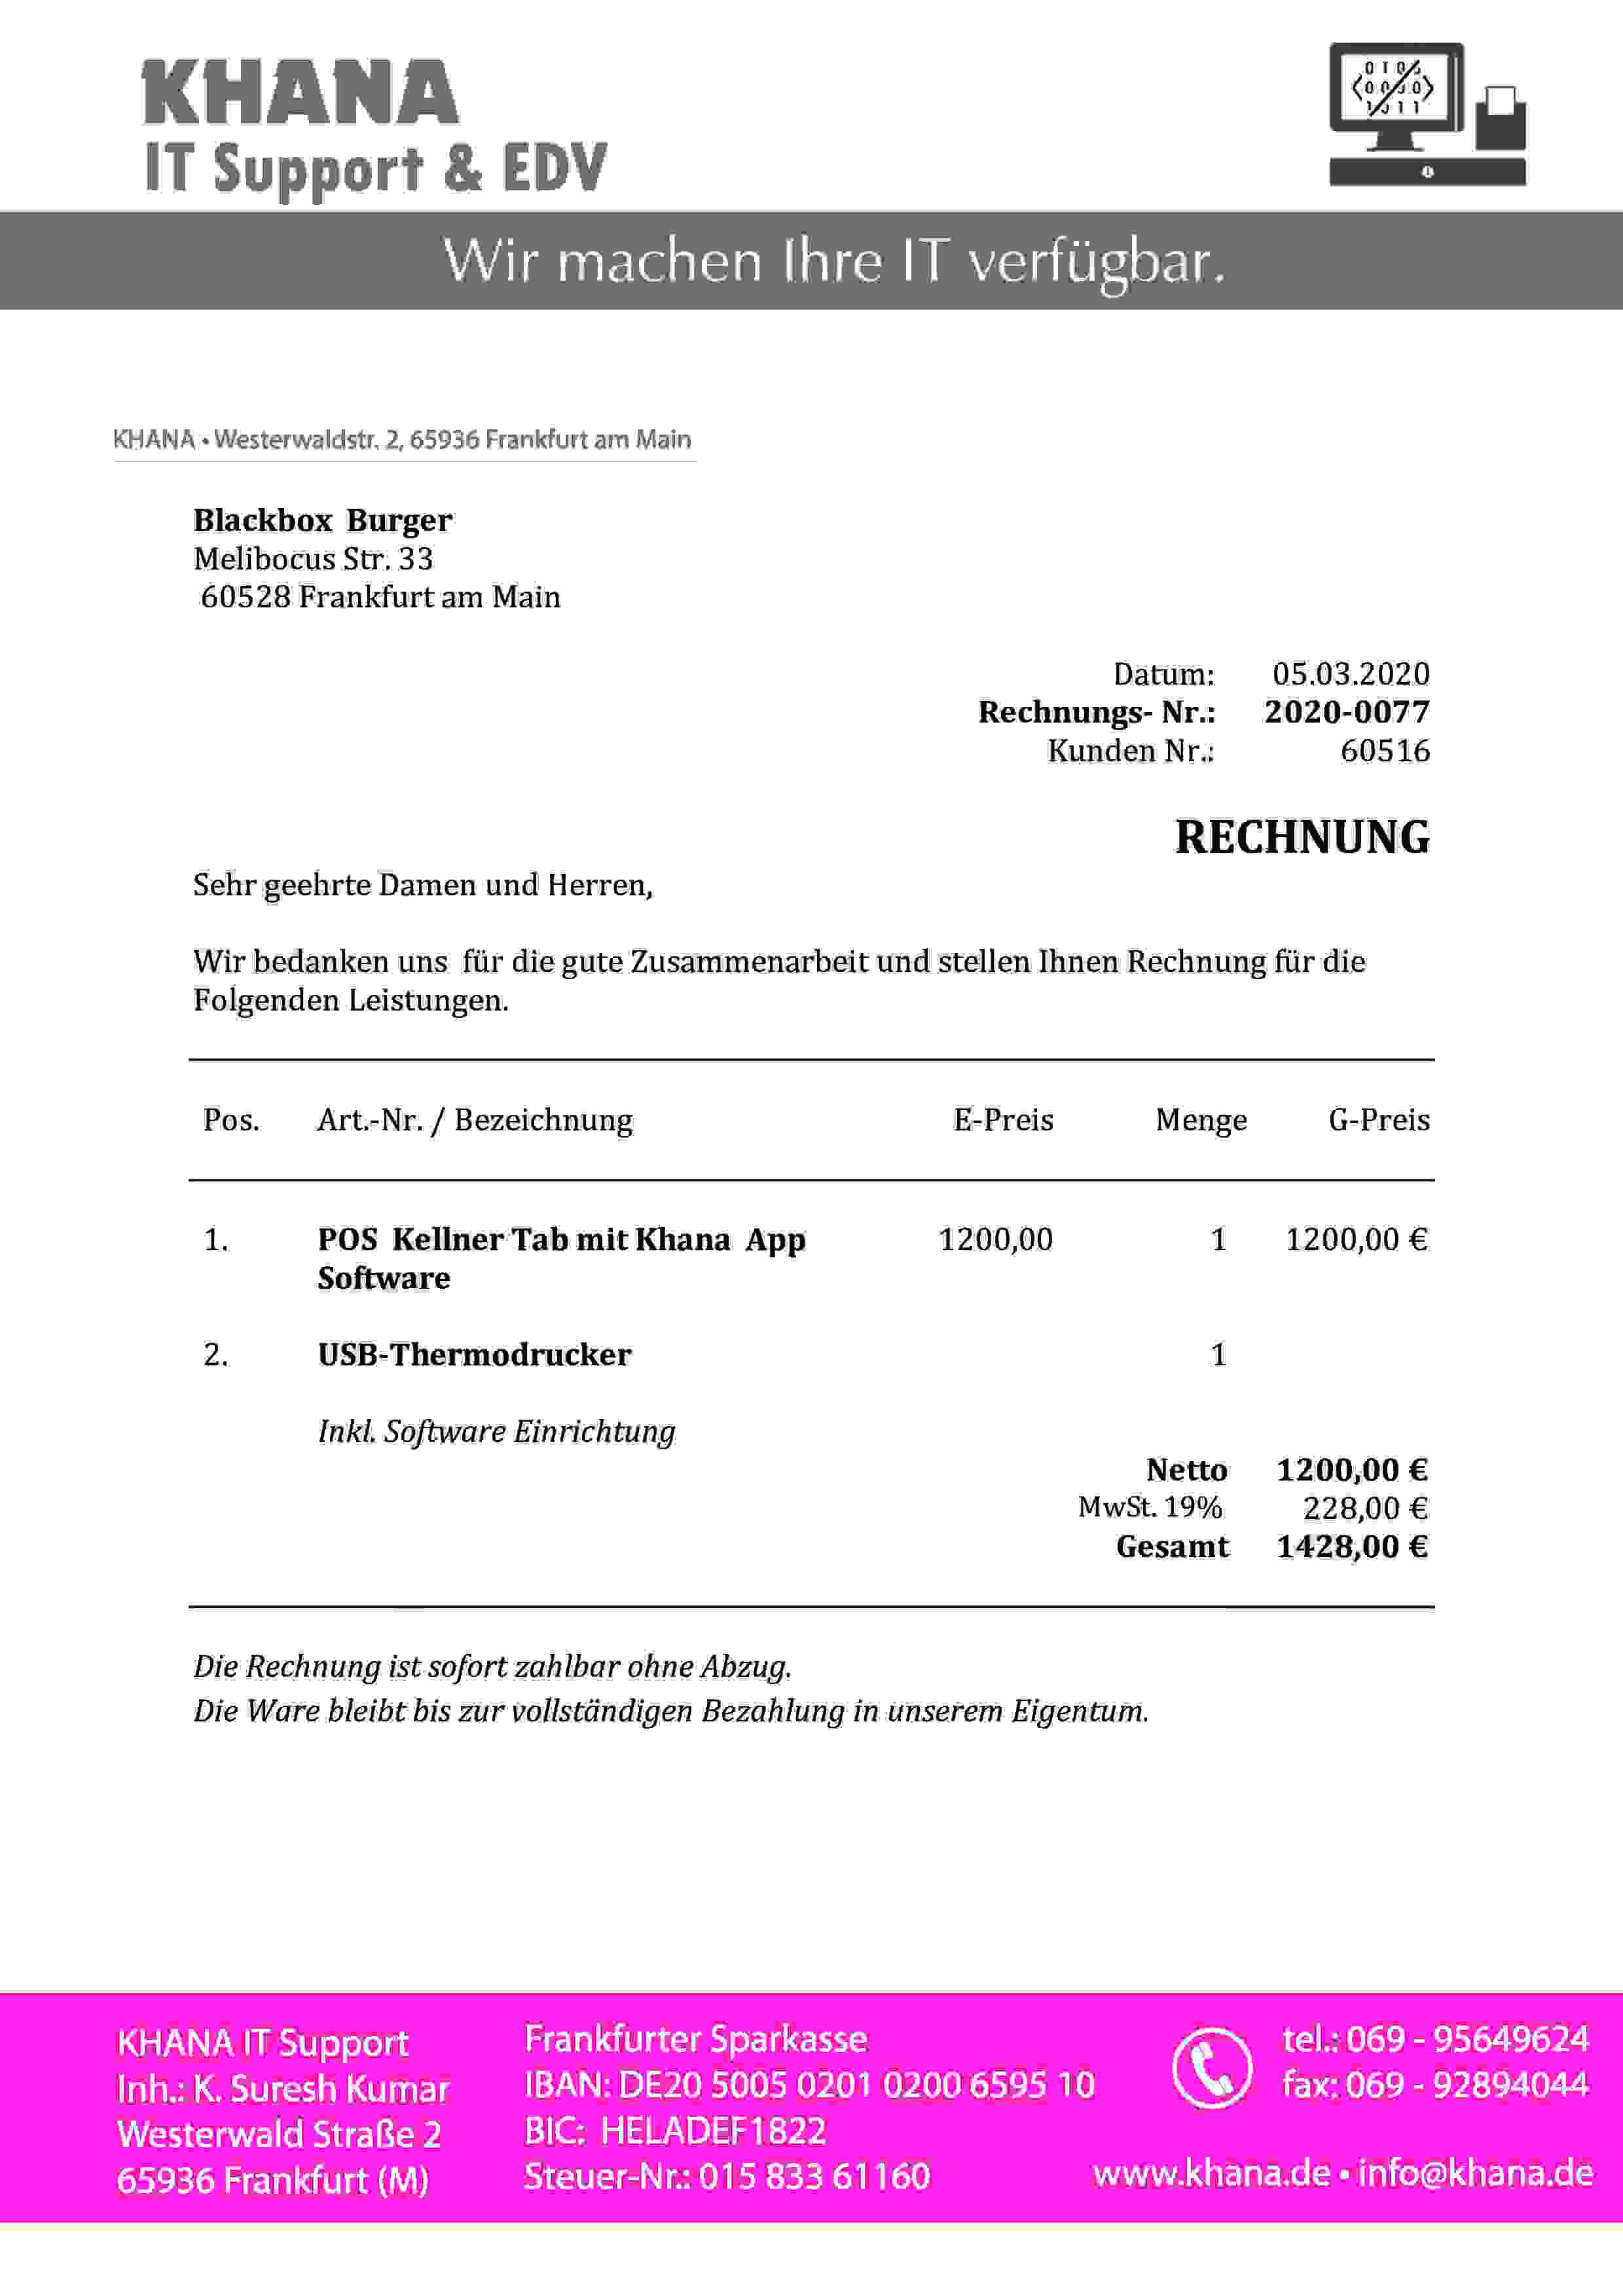 KHANA
IT Support & EDV
Wir machen Ihre IT verfügbar.
KHANA • Westerwaldstr. 2, 65936 Frankfurt am Main
Blackbox Burger
Melibocus Str. 33
60528 Frankfurt am Main
Datum: 05.03.2020
Rechnungs- Nr.: 2020-0077
Kunden Nr.: 60516
RECHNUNG
Sehr geehrte Damen und Herren,
Wir bedanken uns für die gute Zusammenarbeit und stellen Ihnen Rechnung für die
Folgenden Leistungen.
Pos. Art.-Nr. / Bezeichnung E-Preis Menge G-Preis
1. POS Kellner Tab mit Khana App 1200,00 1 1200,00 €
Software
2. USB-Thermodrucker 1
Inkl. Software Einrichtung
Netto 1200,00 €
MwSt. 19% 228,00 €
Gesamt 1428,00 €
Die Rechnung ist sofort zahlbar ohne Abzug.
Die Ware bleibt bis zur vollständigen Bezahlung in unserem Eigentum.
KHANA IT Support
Inh.: K. Suresh Kumar
Westerwald Straße 2
65936 Frankfurt (M)
Frankfurter Sparkasse
IBAN: DE20 5005 0201 0200 6595 10
BIC: HELADEF1822
Steuer-Nr.: 015 833 61160
tel.: 069 - 95649624
fax: 069 - 92894044
www.khana.de • info@khana.de